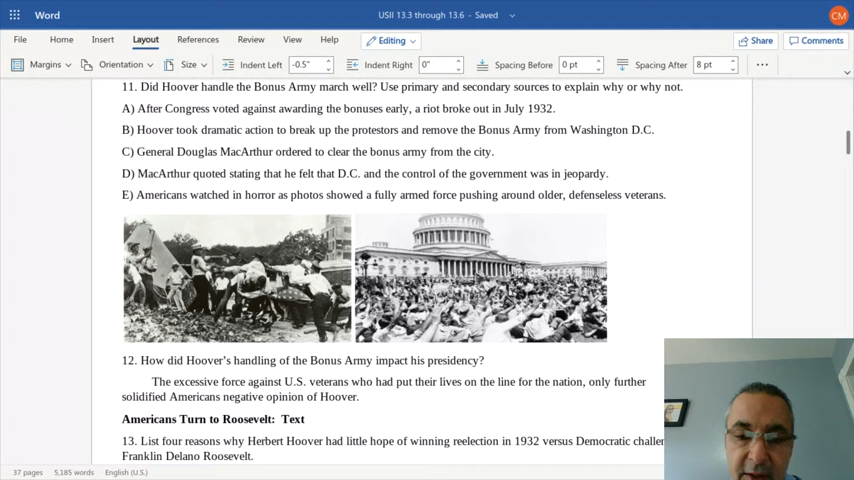 Word
USII 13.3 through 13.6 - Saved
CM
File Home Insert Layout References Review View Help Editing Share Comments
Margins Orientation Size Indent Left -0.5" Indent Right 0" Spacing Before 0 pt Spacing After 8 pt
11. Did Hoover handle the Bonus Army march well? Use primary and secondary sources to explain why or why not.
A) After Congress voted against awarding the bonuses early, a riot broke out in July 1932.
B) Hoover took dramatic action to break up the protestors and remove the Bonus Army from Washington D.C.
C) General Douglas MacArthur ordered to clear the bonus army from the city.
D) MacArthur quoted stating that he felt that D.C. and the control of the government was in jeopardy.
E) Americans watched in horror as photos showed a fully armed force pushing around older, defenseless veterans.
12. How did Hoover's handling of the Bonus Army impact his presidency?
The excessive force against U.S. veterans who had put their lives on the line for the nation, only further
solidified Americans negative opinion of Hoover.
Americans Turn to Roosevelt: Text
13. List four reasons why Herbert Hoover had little hope of winning reelection in 1932 versus Democratic challen
Franklin Delano Roosevelt.
37 pages 5,185 words English (U.S.)